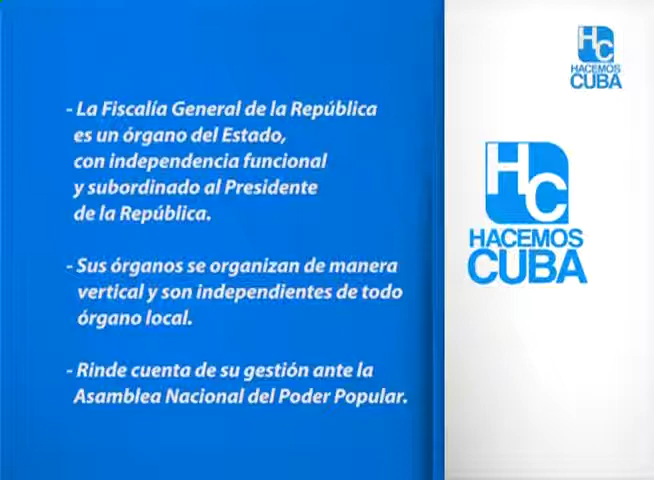 - La Fiscalía General de la República
es un órgano del Estado,
con independencia funcional
y subordinado al Presidente
de la República.
- Sus órganos se organizan de manera
vertical y son independientes de todo
órgano local.
- Rinde cuenta de su gestión ante la
Asamblea Nacional del Poder Popular.
HC
HACEMOS
CUBA
HC
HACEMOS
CUBA